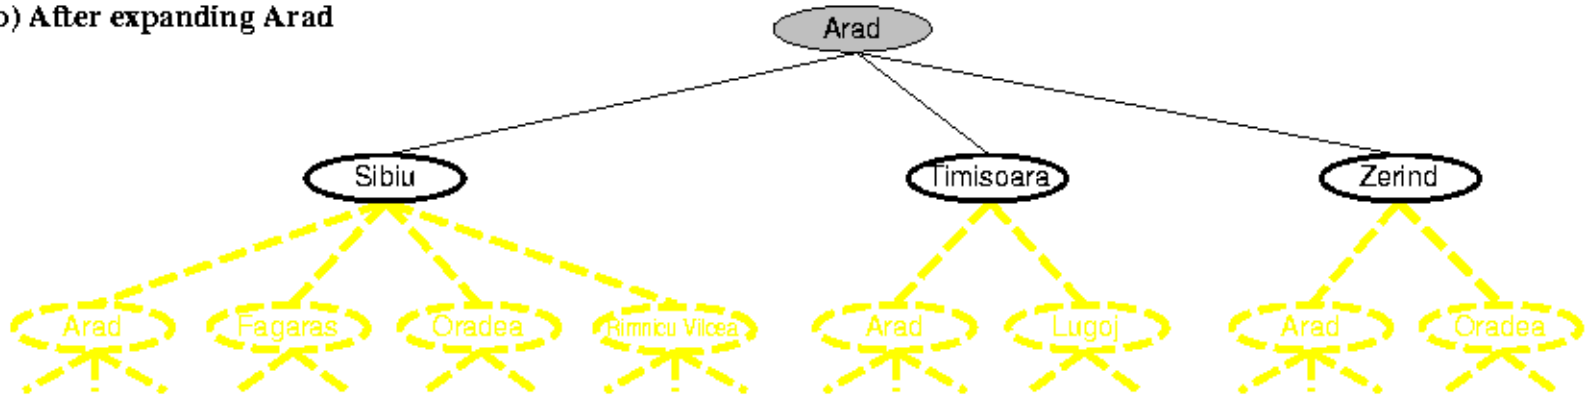 b) After expanding Arad
Arad
Sibiu
Timisoara
Zerind
Arad
Fagaras
Oradea
Rimnicu Vilcea
Arad
Lugoj
Arad
Oradea